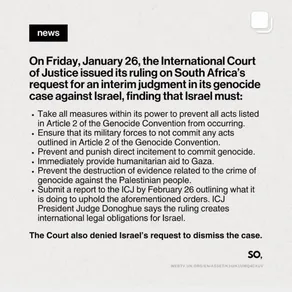 news
On Friday, January 26, the International Court
of Justice issued its ruling on South Africa's
request for an interim judgment in its genocide
case against Israel, finding that Israel must:
• Take all measures within its power to prevent all acts listed
in Article 2 of the Genocide Convention from occurring.
• Ensure that its military forces to not commit any acts
outlined in Article 2 of the Genocide Convention.
• Prevent and punish direct incitement to commit genocide.
• Immediately provide humanitarian aid to Gaza.
• Prevent the destruction of evidence related to the crime of
genocide against the Palestinian people.
• Submit a report to the ICJ by February 26 outlining what it
is doing to uphold the aforementioned orders. ICJ
President Judge Donoghue says the ruling creates
international legal obligations for Israel.
The Court also denied Israel's request to dismiss the case.
SO,